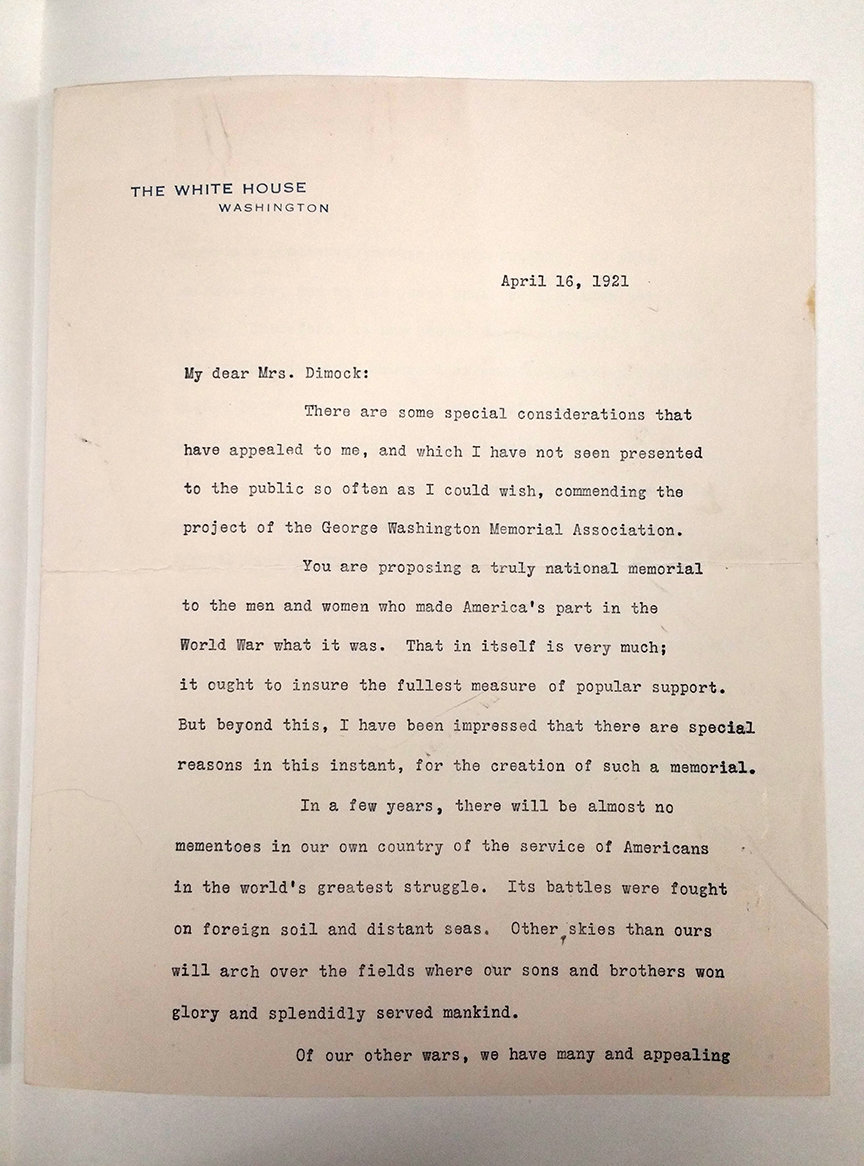 THE WHITE HOUSE
WASHINGTON
April 16, 1921
My dear Mrs. Dimock:
There are some special considerations that
have appealed to me, and which I have not seen presented
to the public so often as I could wish, commending the
project of the George Washington Memorial Association.
You are proposing a truly national memorial
to the men and women who made America's part in the
World War what it was. That in itself is very much;
it ought to insure the fullest measure of popular support.
But beyond this, I have been impressed that there are special
reasons in this instant, for the creation of such a memorial.
In a few years, there will be almost no
mementoes in our own country of the service of Americans
in the world's greatest struggle. Its battles were fought
on foreign soil and distant seas. Other skies than ours
will arch over the fields where our sons and brothers won
glory and splendidly served mankind.
Of our other wars, we have many and appealing